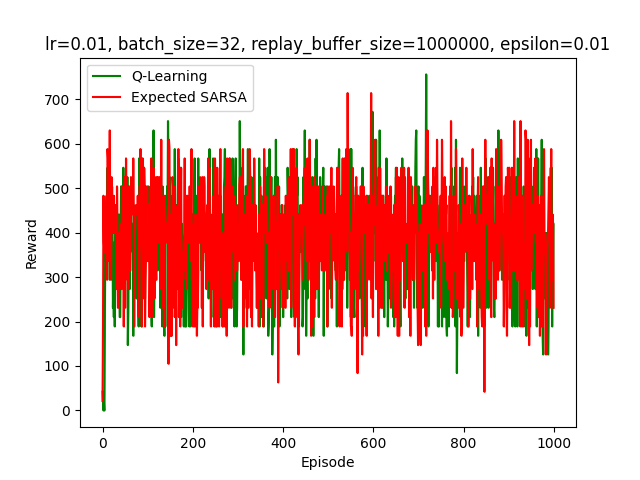 lr=0.01, batch_size=32, replay_buffer_size=1000000, epsilon=0.01
Q-Learning
Expected SARSA
700
600
500
400
300
200
100
0
Reward
0 200 400 600 800 1000
Episode